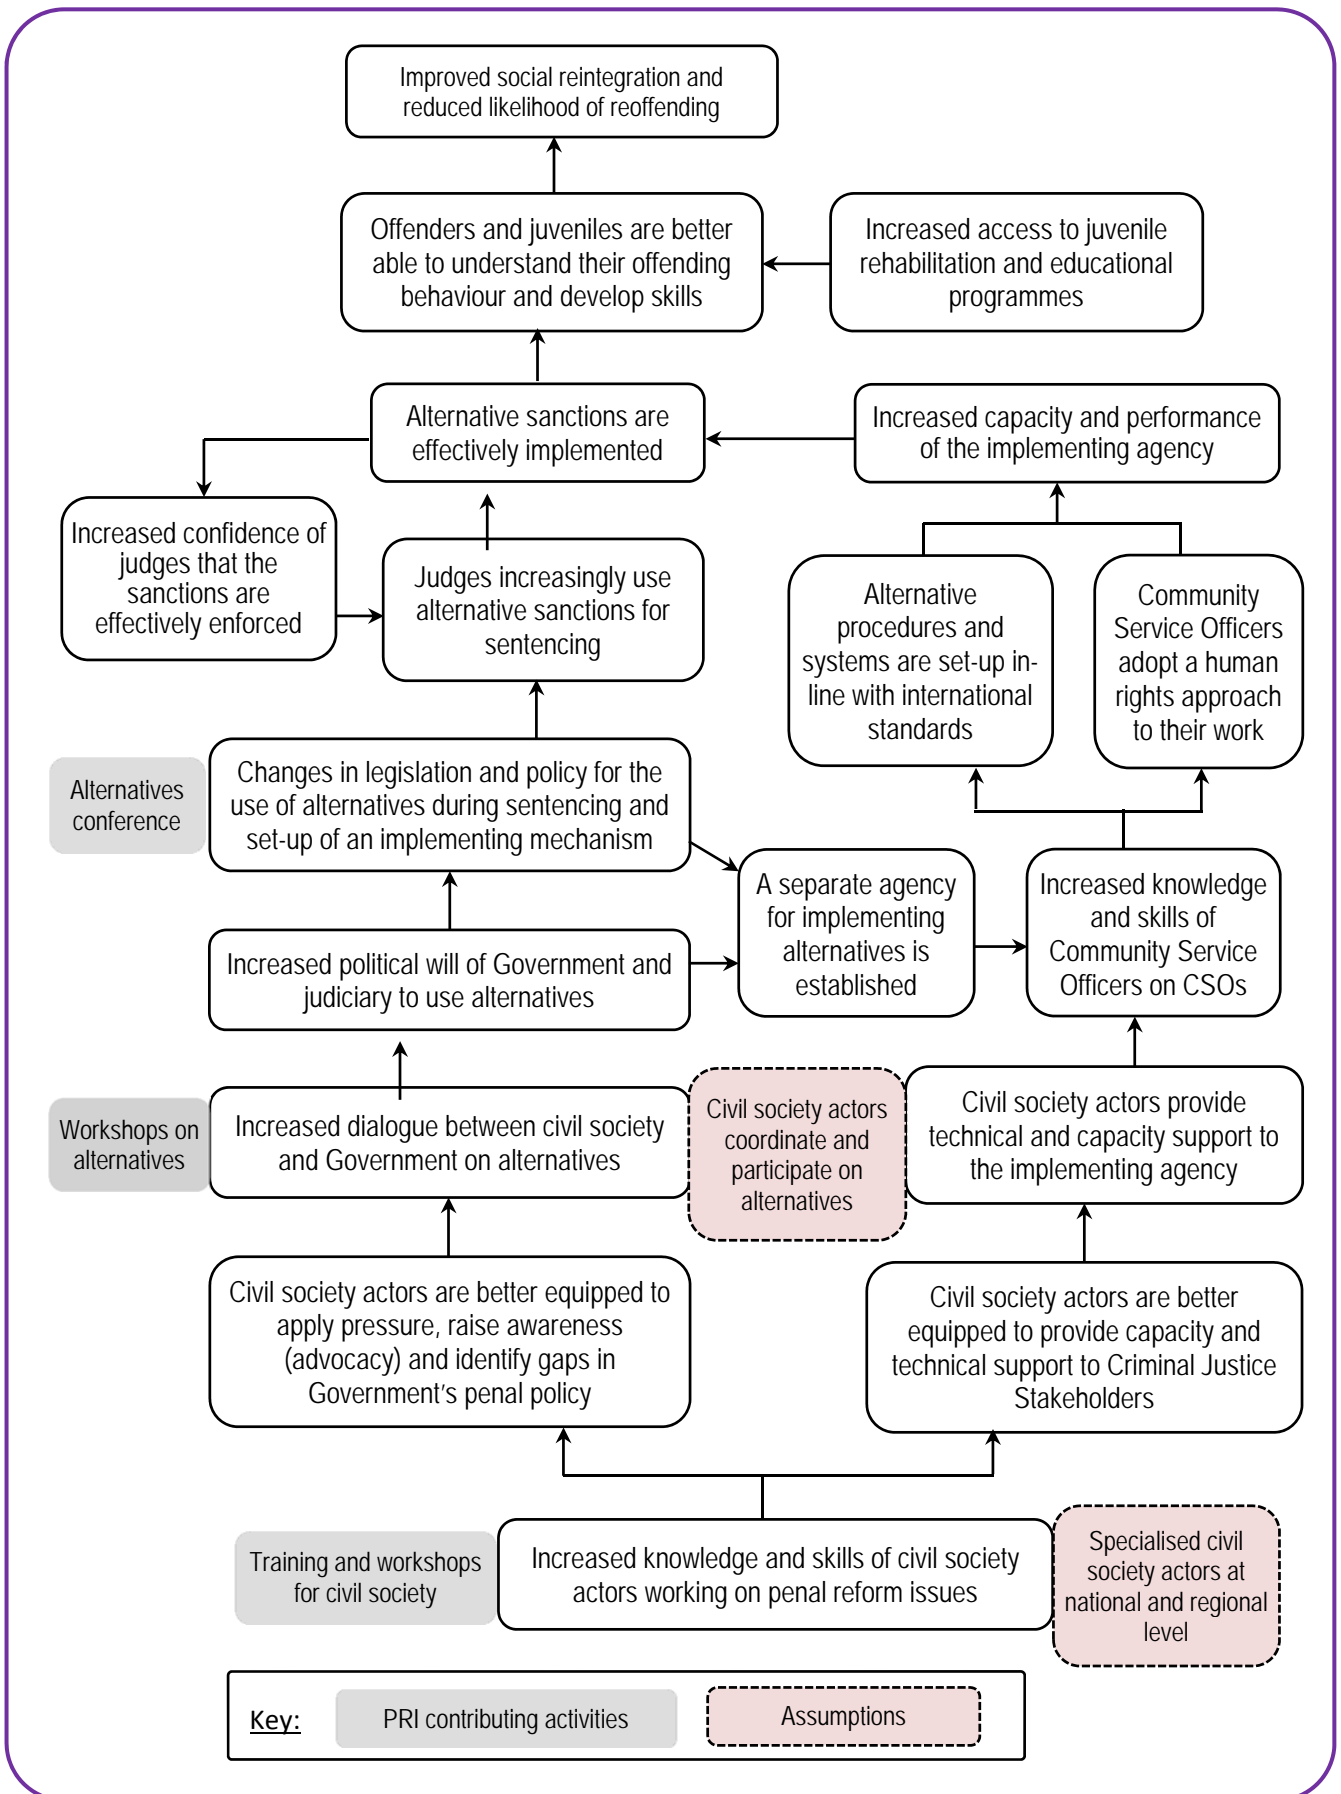 Improved social reintegration and
reduced likelihood of reoffending
Offenders and juveniles are better
able to understand their offending
behaviour and develop skills
Increased access to juvenile
rehabilitation and educational
programmes
Alternative sanctions are
effectively implemented
Increased capacity and performance
of the implementing agency
Increased confidence of
judges that the
sanctions are
effectively enforced
Judges increasingly use
alternative sanctions for
sentencing
Alternative
procedures and
systems are set-up in-
line with international
standards
Community
Service Officers
adopt a human
rights approach
to their work
Alternatives
conference
Changes in legislation and policy for the
use of alternatives during sentencing and
set-up of an implementing mechanism
A separate agency
for implementing
alternatives is
established
Increased knowledge
and skills of
Community Service
Officers on CSOs
Increased political will of Government and
judiciary to use alternatives
Workshops on
alternatives
Increased dialogue between civil society
and Government on alternatives
Civil society actors
coordinate and
participate on
alternatives
Civil society actors provide
technical and capacity support to
the implementing agency
Civil society actors are better equipped to
apply pressure, raise awareness
(advocacy) and identify gaps in
Government's penal policy
Civil society actors are better
equipped to provide capacity and
technical support to Criminal Justice
Stakeholders
Training and workshops
for civil society
Increased knowledge and skills of civil society
actors working on penal reform issues
Specialised civil
society actors at
national and regional
level
Key:
PRI contributing activities
Assumptions